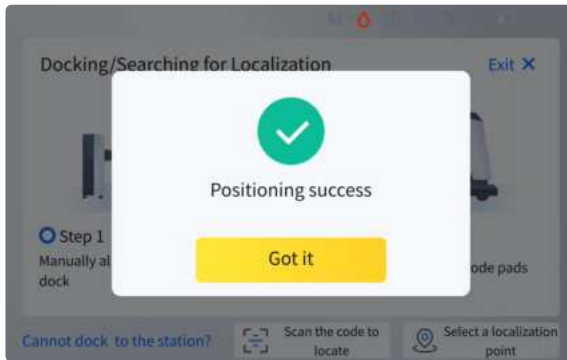 Docking/Searching for Localization
Exit
Positioning success
Step 1
Got it
Manually al
ode pads
dock
Cannot dock to the station?
Scan the code to
locate
Select a localization
point